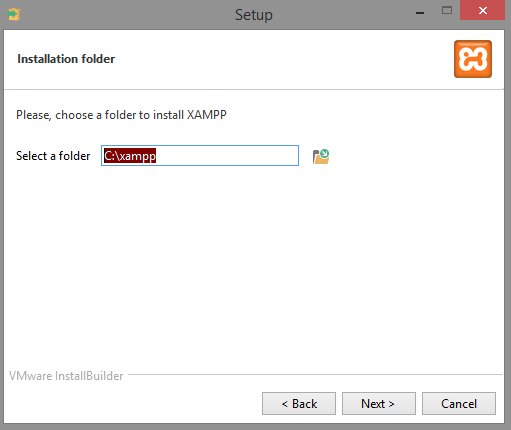 Setup
Installation folder
Please, choose a folder to install XAMPP
Select a folder C:\xampp
VMware InstallBuilder
< Back Next > Cancel